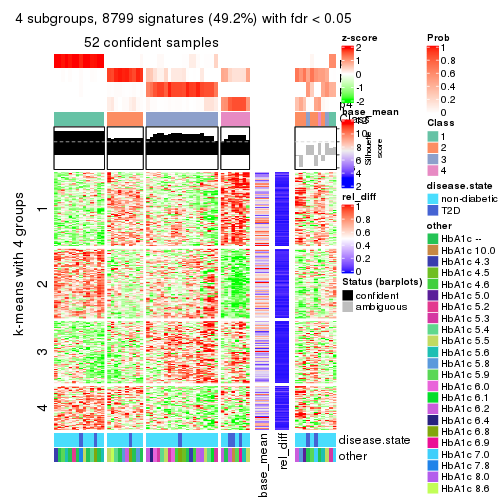 4 subgroups, 8799 signatures (49.2%) with fdr < 0.05
52 confident samples
k-means with 4 groups
1
2
3
4
base_mean
rel_diff
disease.state
other
Class
Silhouette score
z-score
2
1
0
-1
-2
base_mean
12
10
8
6
4
2
rel_diff
1
0.8
0.6
0.4
0.2
0
Status (barplots)
confident
ambiguous
Prob
1
0.8
0.6
0.4
0.2
0
Class
1
2
3
4
disease.state
non-diabetic
T2D
other
HbA1c --
HbA1c 10.0
HbA1c 4.3
HbA1c 4.5
HbA1c 4.6
HbA1c 5.0
HbA1c 5.2
HbA1c 5.3
HbA1c 5.4
HbA1c 5.5
HbA1c 5.6
HbA1c 5.8
HbA1c 5.9
HbA1c 6.0
HbA1c 6.1
HbA1c 6.2
HbA1c 6.4
HbA1c 6.8
HbA1c 6.9
HbA1c 7.0
HbA1c 7.8
HbA1c 8.0
HbA1c 8.6